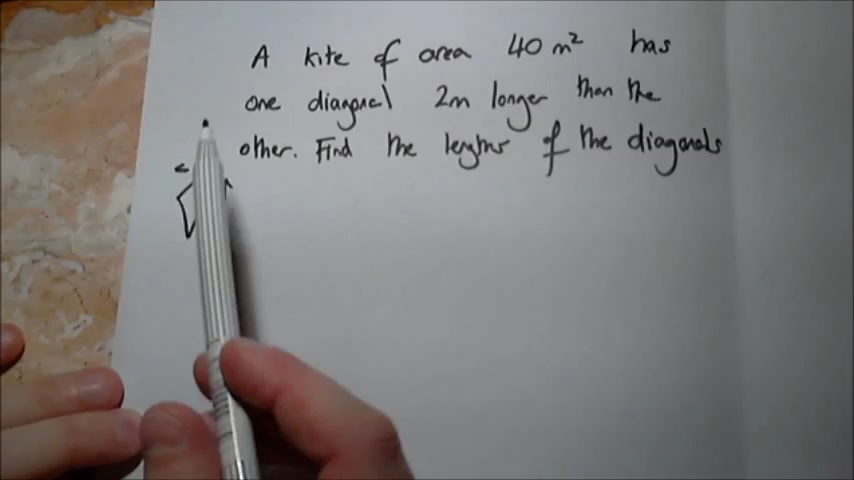 A kite of area 40 m²  has
one diagonal 2m longer than the
other. Find the lengths of the diagonals